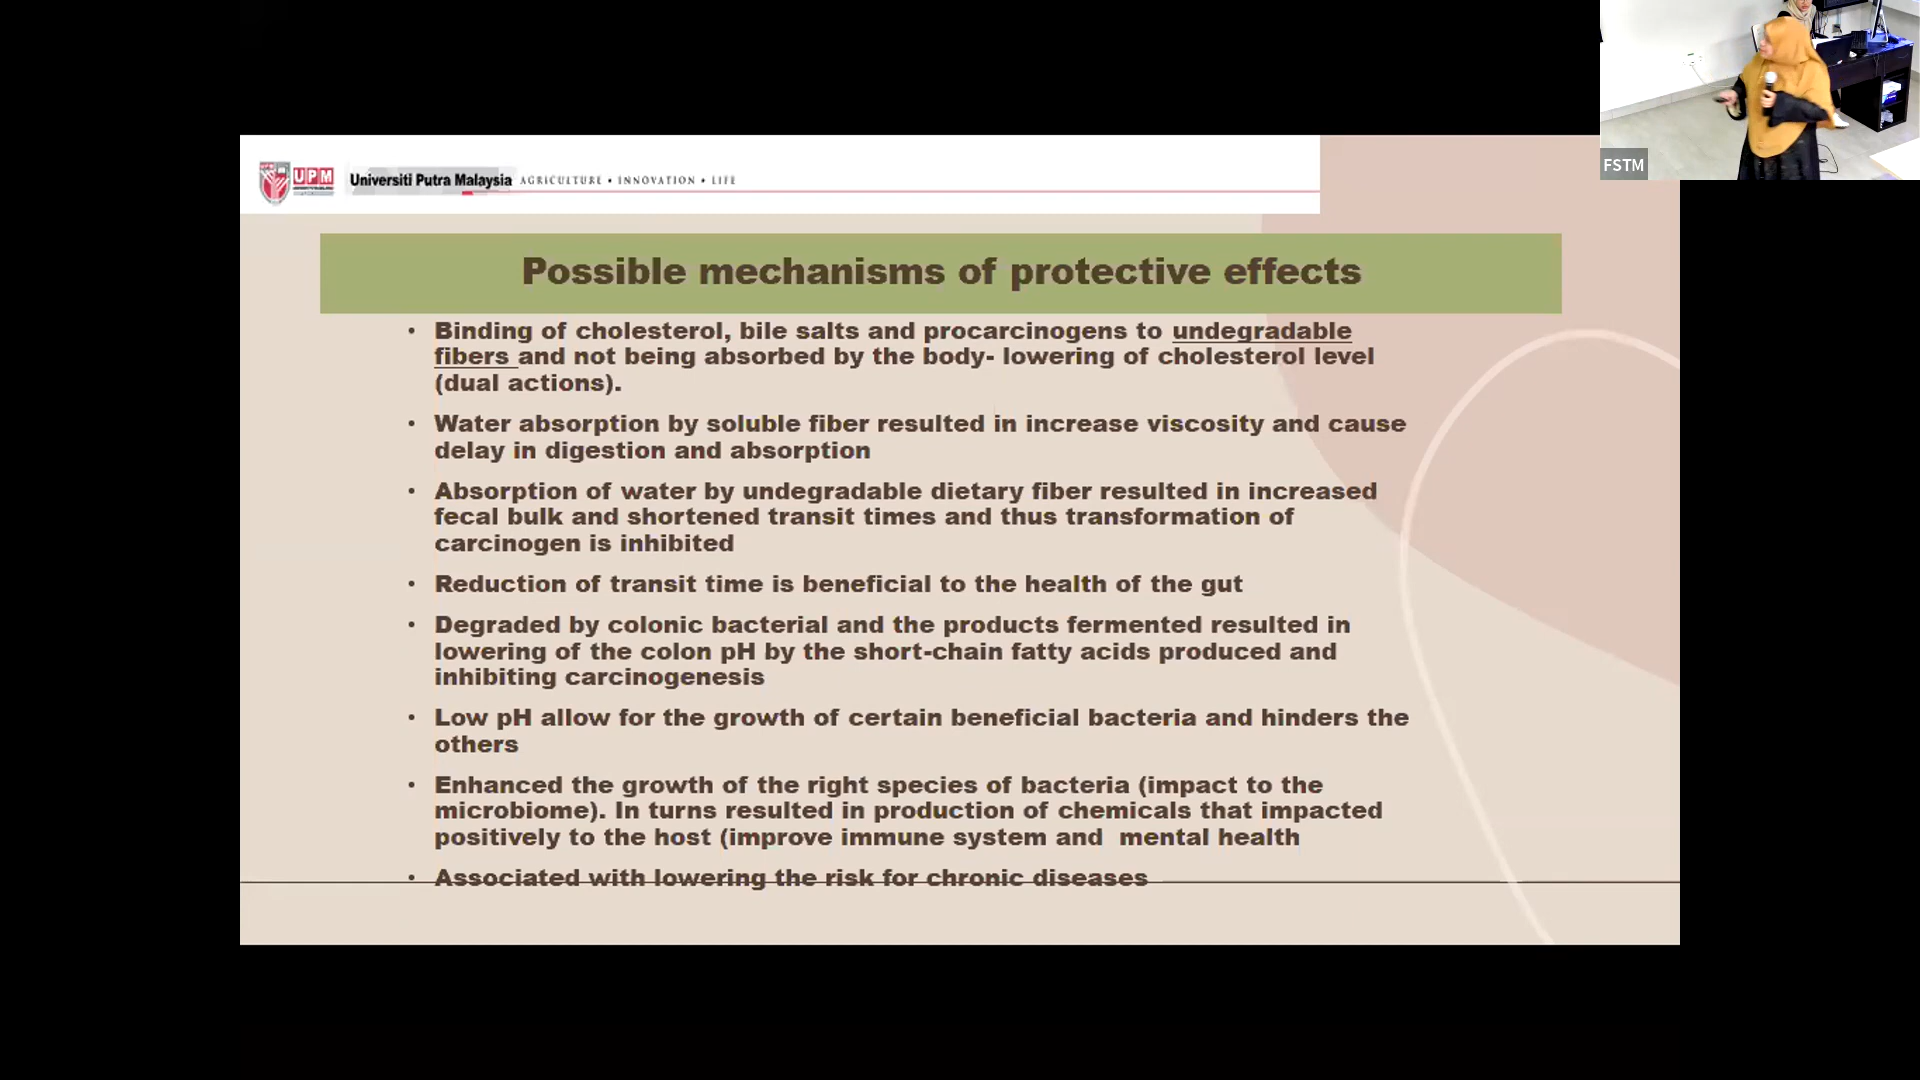 FSTM
UPM
Universiti Putra Malaysia AGRICULTURE • INNOVATION • LIFE
Possible mechanisms of protective effects
• Binding of cholesterol, bile salts and procarcinogens to undegradable
fibers and not being absorbed by the body- lowering of cholesterol level
(dual actions).
• Water absorption by soluble fiber resulted in increase viscosity and cause
delay in digestion and absorption
• Absorption of water by undegradable dietary fiber resulted in increased
fecal bulk and shortened transit times and thus transformation of
carcinogen is inhibited
• Reduction of transit time is beneficial to the health of the gut
• Degraded by colonic bacterial and the products fermented resulted in
lowering of the colon pH by the short-chain fatty acids produced and
inhibiting carcinogenesis
• Low pH allow for the growth of certain beneficial bacteria and hinders the
others
• Enhanced the growth of the right species of bacteria (impact to the
microbiome). In turns resulted in production of chemicals that impacted
positively to the host (improve immune system and mental health
• Associated with lowering the risk for chronic diseases